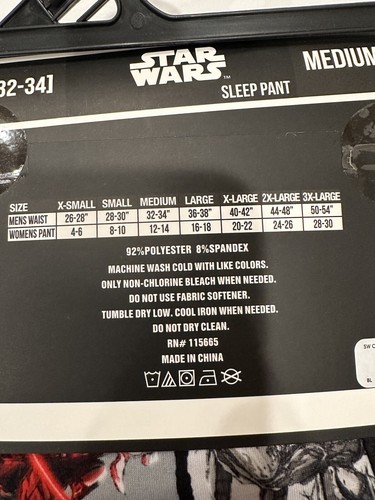 STAR
WARS™
32-34]
SLEEP PANT
MEDIUM
SIZE X-SMALL SMALL MEDIUM LARGE X-LARGE 2X-LARGE 3X-LARGE
MENS WAIST 26-28" 28-30" 32-34" 36-38" 40-42" 44-48" 50-54"
WOMENS PANT 4-6 8-10 12-14 16-18 20-22 24-26 28-30
92%POLYESTER 8%SPANDEX
MACHINE WASH COLD WITH LIKE COLORS.
ONLY NON-CHLORINE BLEACH WHEN NEEDED.
DO NOT USE FABRIC SOFTENER.
TUMBLE DRY LOW. COOL IRON WHEN NEEDED.
DO NOT DRY CLEAN.
RN# 115665
MADE IN CHINA
SW C
BL